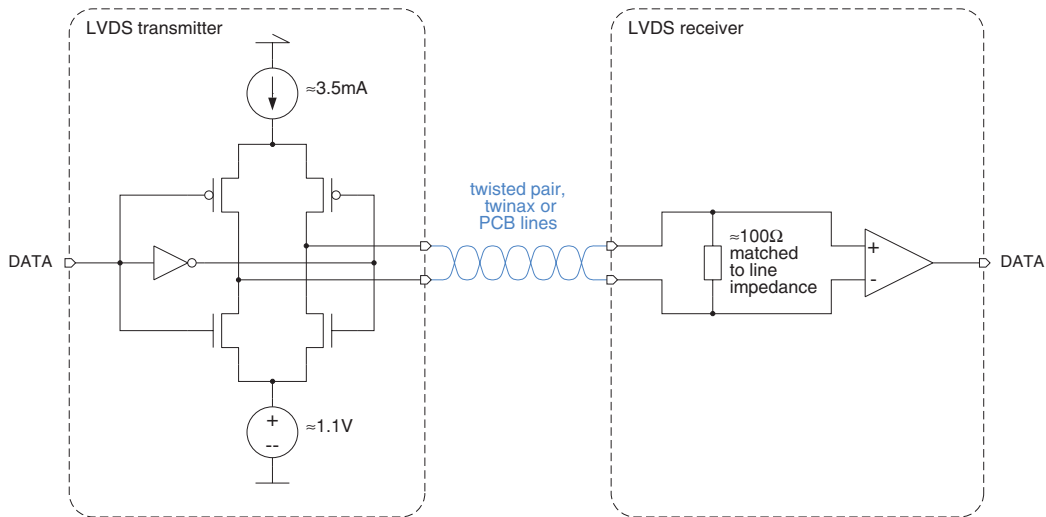 LVDS transmitter
≈3.5mA
DATA
+
--
≈1.1V
twisted pair,
twinax or
PCB lines
LVDS receiver
≈100Ω
matched
to line
impedance
+
-
DATA